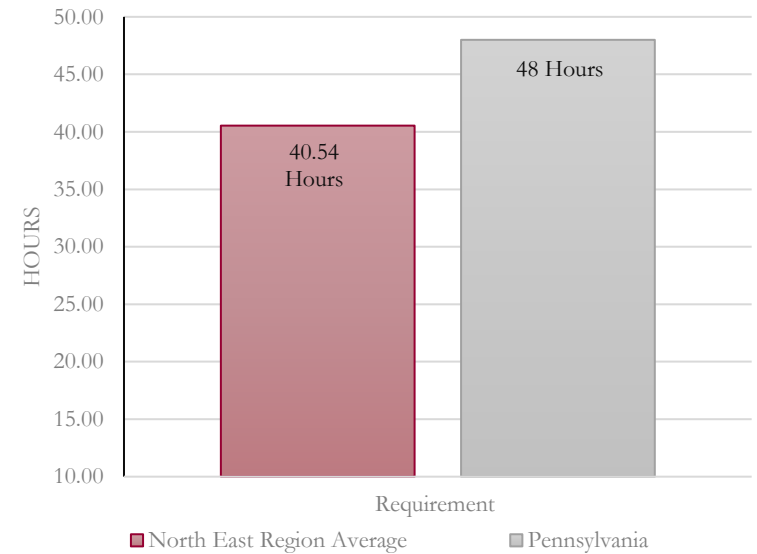 50.00
45.00
40.00
35.00
30.00
25.00
20.00
15.00
10.00
HOURS
40.54
Hours
48 Hours
Requirement
North East Region Average
Pennsylvania